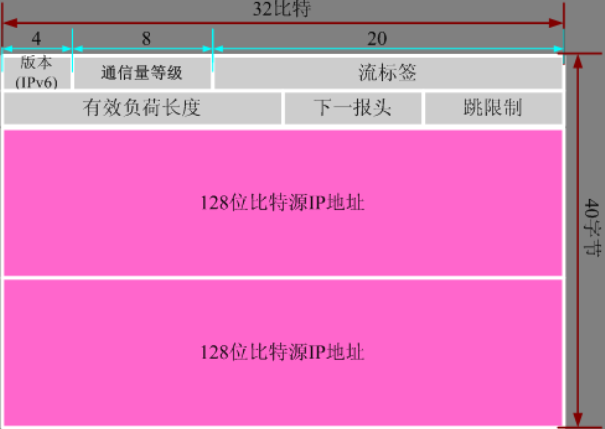 32比特
4 8 20
版本
(IPv6) 通信量等级 流标签
有效负荷长度 下一报头 跳限制
128位比特源IP地址
40字节
128位比特源IP地址